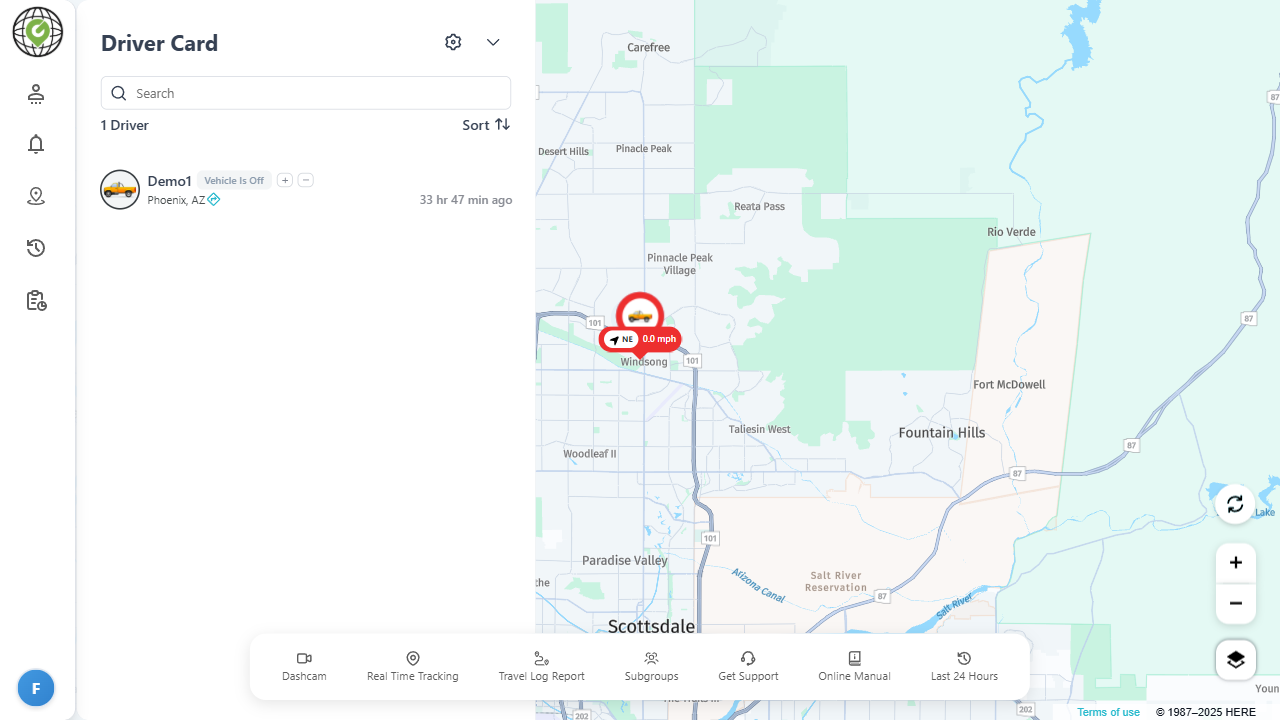 Driver Card
Search
1 Driver
Sort
Demo1
Vehicle Is Off
Phoenix, AZ
33 hr 47 min ago
F
Carefree
87
Desert Hills
Pinacle Peak
Reata Pass
Rio Verde
Pinnacle Peak
Village
101
87
NE
0.0 mph
Windsong
101
Fort McDowell
Taliesin West
Fountain Hills
87
Woodleaf II
87
Lake
101
Paradise Valley
the
Salt River
Reservation
Arizona Canal
87
Salt River
Scottsdale
Dashcam
Real Time Tracking
Travel Log Report
Subgroups
Get Support
Online Manual
Last 24 Hours
Youn
202
202
Terms of use
© 1987–2025 HERE